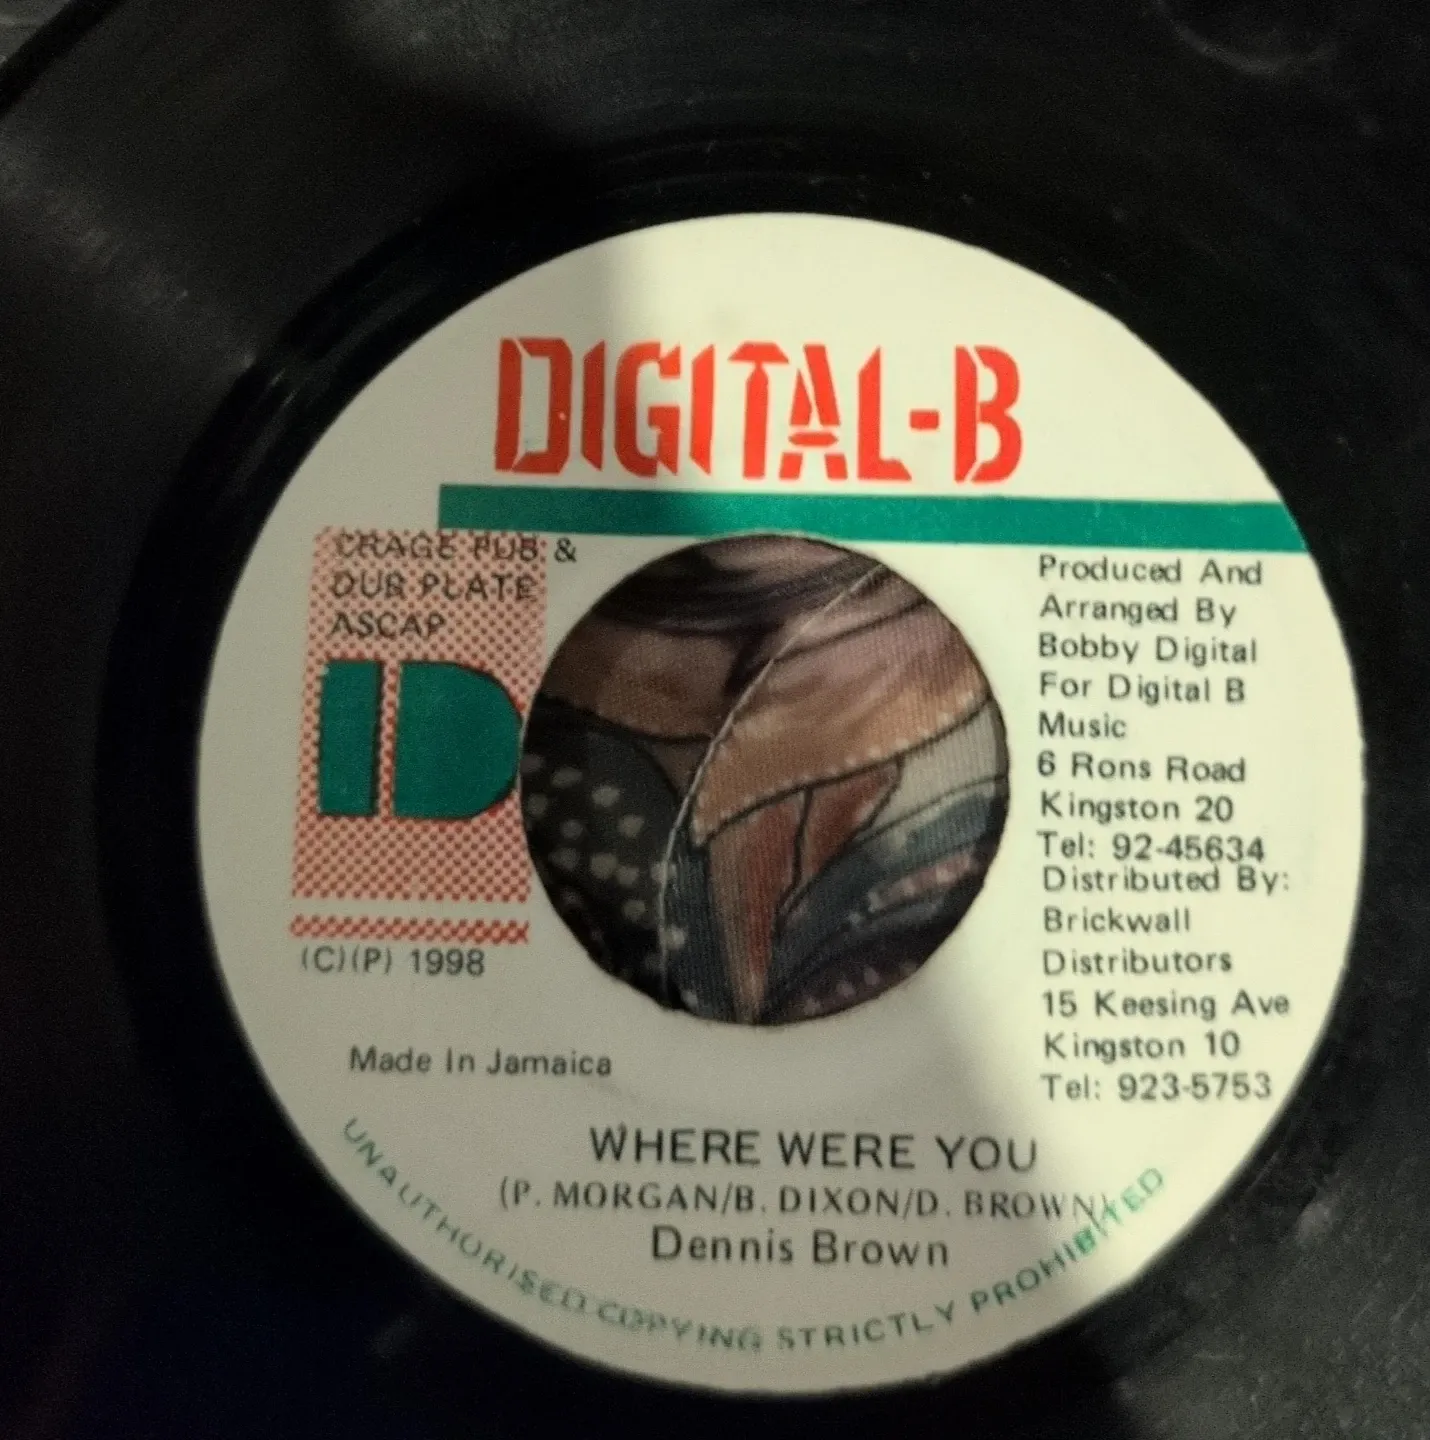 DIGITAL-B
CRAGE PUB: &
DUB PLATE
ASCAP
(C)(P) 1998
Made In Jamaica
Produced And
Arranged By
Bobby Digital
For Digital B
Music
6 Rons Road
Kingston 20
Tel: 92-45634
Distributed By:
Brickwall
Distributors
15 Keesing Ave
Kingston 10
Tel: 923-5753
WHERE WERE YOU
(P. MORGAN/B. DIXON/D. BROWN)
Dennis Brown
UNAUTHORISED COPYING STRICTLY PROHIBITED